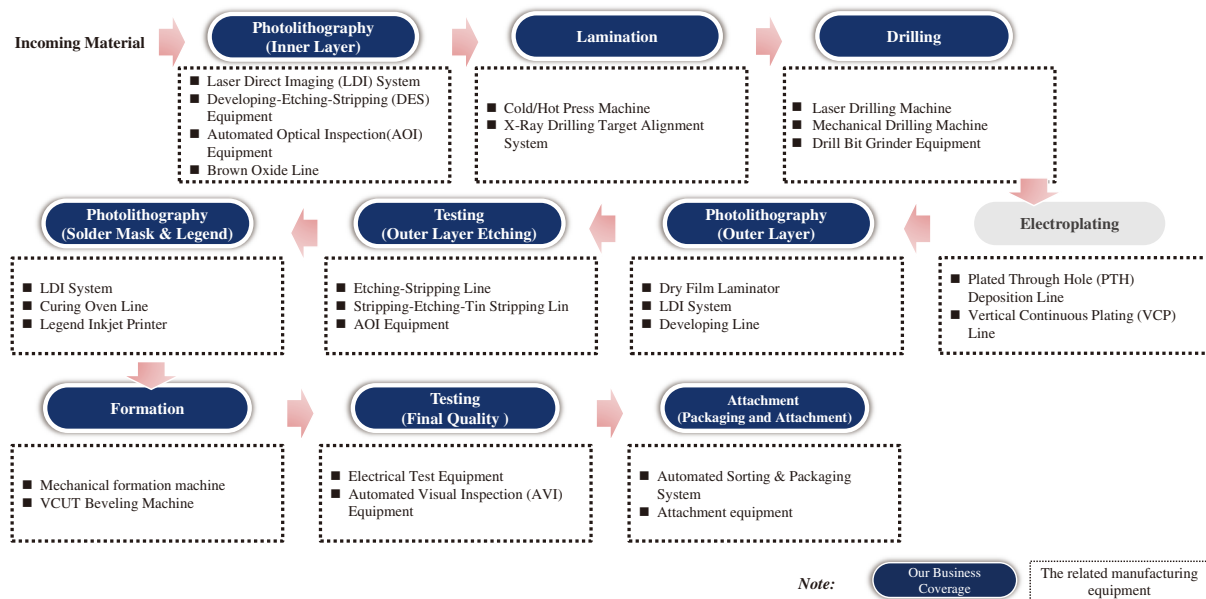 Incoming Material
Photolithography
(Inner Layer)
Lamination
Drilling
■ Laser Direct Imaging (LDI) System
■ Developing-Etching-Stripping (DES)
Equipment
■ Automated Optical Inspection(AOI)
Equipment
■ Brown Oxide Line
■ Cold/Hot Press Machine
■ X-Ray Drilling Target Alignment
System
■ Laser Drilling Machine
■ Mechanical Drilling Machine
■ Drill Bit Grinder Equipment
Photolithography
(Solder Mask & Legend)
Testing
(Outer Layer Etching)
Photolithography
(Outer Layer)
Electroplating
■ LDI System
■ Curing Oven Line
■ Legend Inkjet Printer
■ Etching-Stripping Line
■ Stripping-Etching-Tin Stripping Lin
■ AOI Equipment
■ Dry Film Laminator
■ LDI System
■ Developing Line
■ Plated Through Hole (PTH)
Deposition Line
■ Vertical Continuous Plating (VCP)
Line
Formation
Testing
(Final Quality )
Attachment
(Packaging and Attachment)
■ Mechanical formation machine
■ VCUT Beveling Machine
■ Electrical Test Equipment
■ Automated Visual Inspection (AVI)
Equipment
■ Automated Sorting & Packaging
System
■ Attachment equipment
Note:
Our Business
Coverage
The related manufacturing
equipment